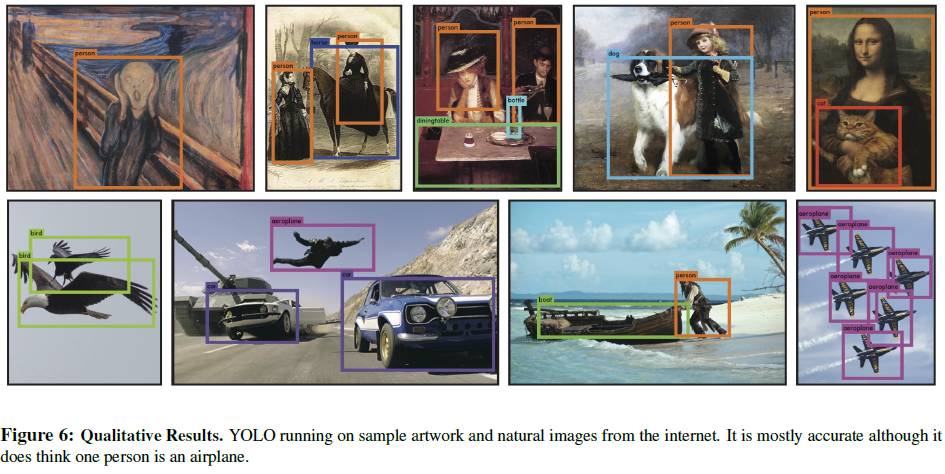 person
person
horse
person
person
person
bottle
diningtable
person
dog
person
cat
bird
bird
aeroplane
car
car
person
boat
aeroplane
aeroplane
aeroplane
aeroplane
aeroplane
aeroplane
Figure 6: Qualitative Results. YOLO running on sample artwork and natural images from the internet. It is mostly accurate although it
does think one person is an airplane.